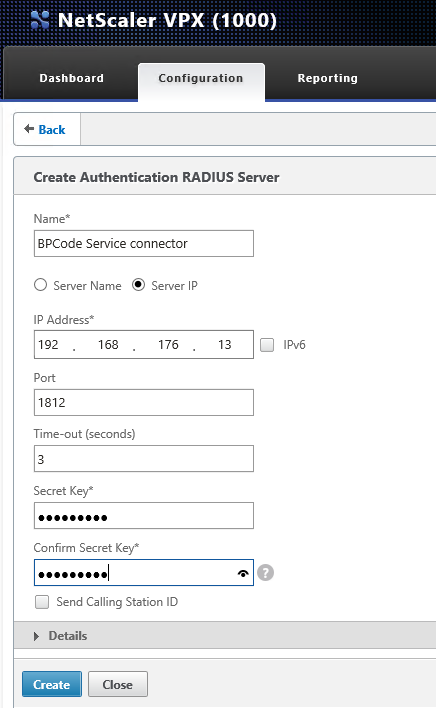 NetScaler VPX (1000)
Dashboard Configuration Reporting
Back
Create Authentication RADIUS Server
Name*
BPCode Service connector
Server Name Server IP
IP Address*
192 . 168 . 176 . 13 IPv6
Port
1812
Time-out (seconds)
3
Secret Key*
●●●●●●●●●
Confirm Secret Key*
●●●●●●●●● ?
Send Calling Station ID
Details
Create Close